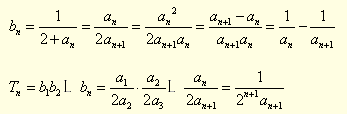 b_n = 1/(2+a_n) = a_n/(2a_{n+1}) = a_n^2/(2a_{n+1}a_n) = (a_{n+1}-a_n)/(a_{n+1}a_n) = 1/a_n - 1/a_{n+1}
T_n = b_1b_2 L b_n = a_1/(2a_2) · a_2/(2a_3) L a_n/(2a_{n+1}) = 1/(2^{n+1}a_{n+1})